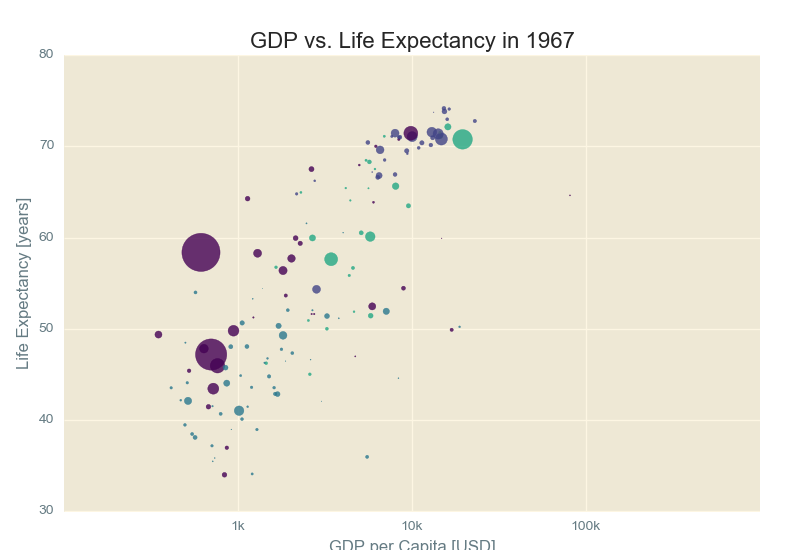 GDP vs. Life Expectancy in 1967
80
70
60
50
40
30
Life Expectancy [years]
1k
10k
100k
GDP per Capita [USD]